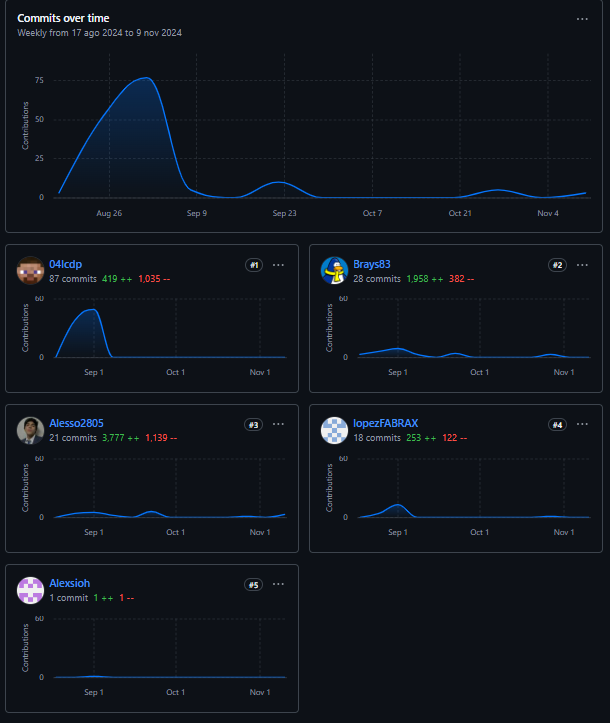 Commits over time
Weekly from 17 ago 2024 to 9 nov 2024
Contributions
75
50
25
0
Aug 26 Sep 9 Sep 23 Oct 7 Oct 21 Nov 4
04lcdp #1
87 commits 419 ++ 1,035 --
Contributions
60
0
Sep 1 Oct 1 Nov 1
Brays83 #2
28 commits 1,958 ++ 382 --
Contributions
60
0
Sep 1 Oct 1 Nov 1
Alesso2805 #3
21 commits 3,777 ++ 1,139 --
Contributions
60
0
Sep 1 Oct 1 Nov 1
lopezFABRAX #4
18 commits 253 ++ 122 --
Contributions
60
0
Sep 1 Oct 1 Nov 1
Alexsioh #5
1 commit 1 ++ 1 --
Contributions
60
0
Sep 1 Oct 1 Nov 1